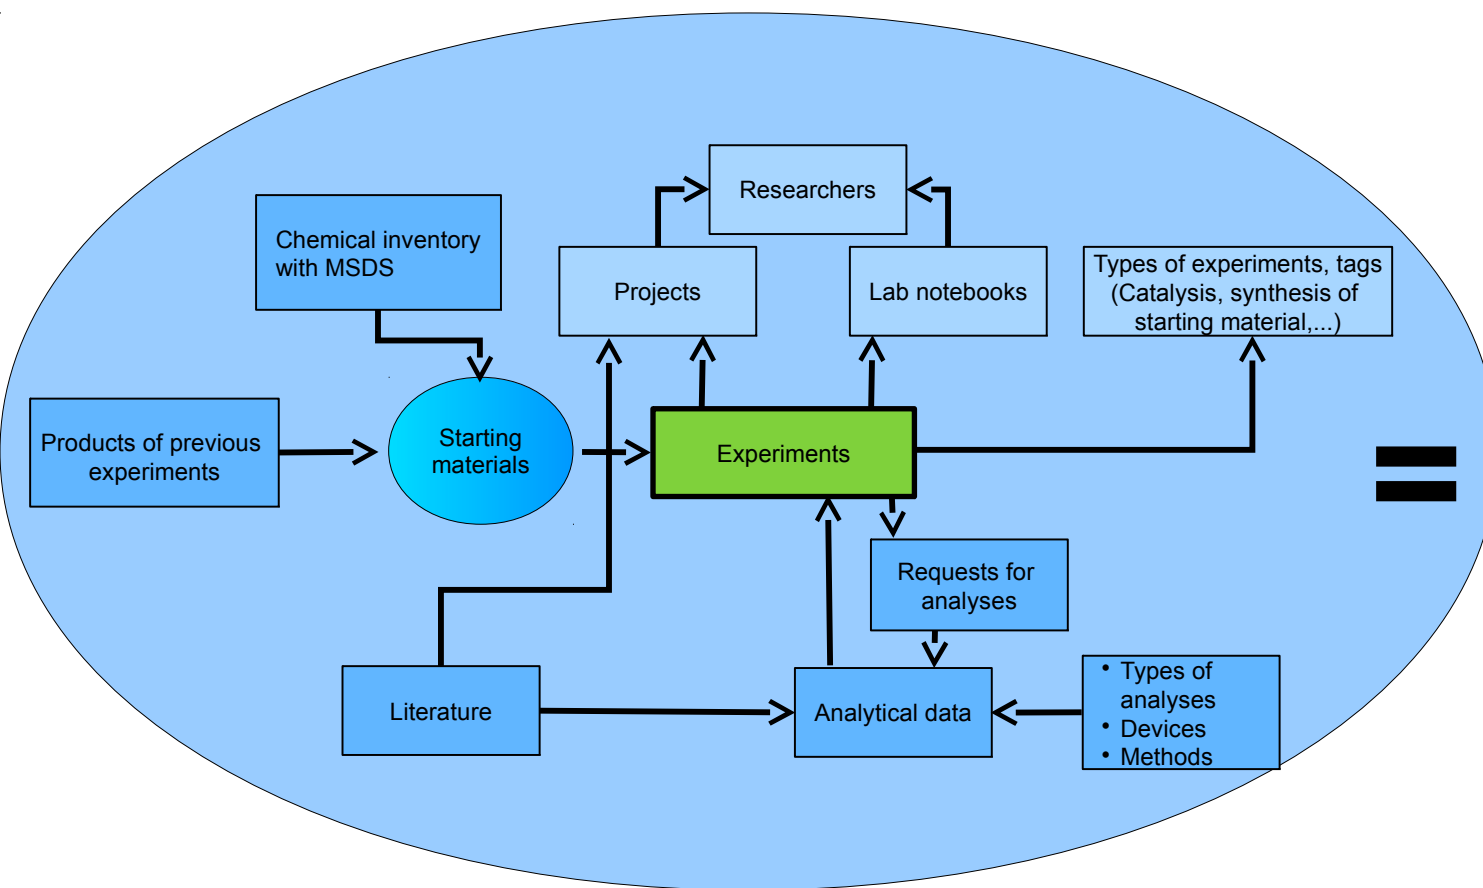 Researchers
Chemical inventory
with MSDS
Projects
Lab notebooks
Types of experiments, tags
(Catalysis, synthesis of
starting material,...)
Products of previous
experiments
Starting
materials
Experiments
Requests for
analyses
Literature
Analytical data
• Types of
analyses
• Devices
• Methods